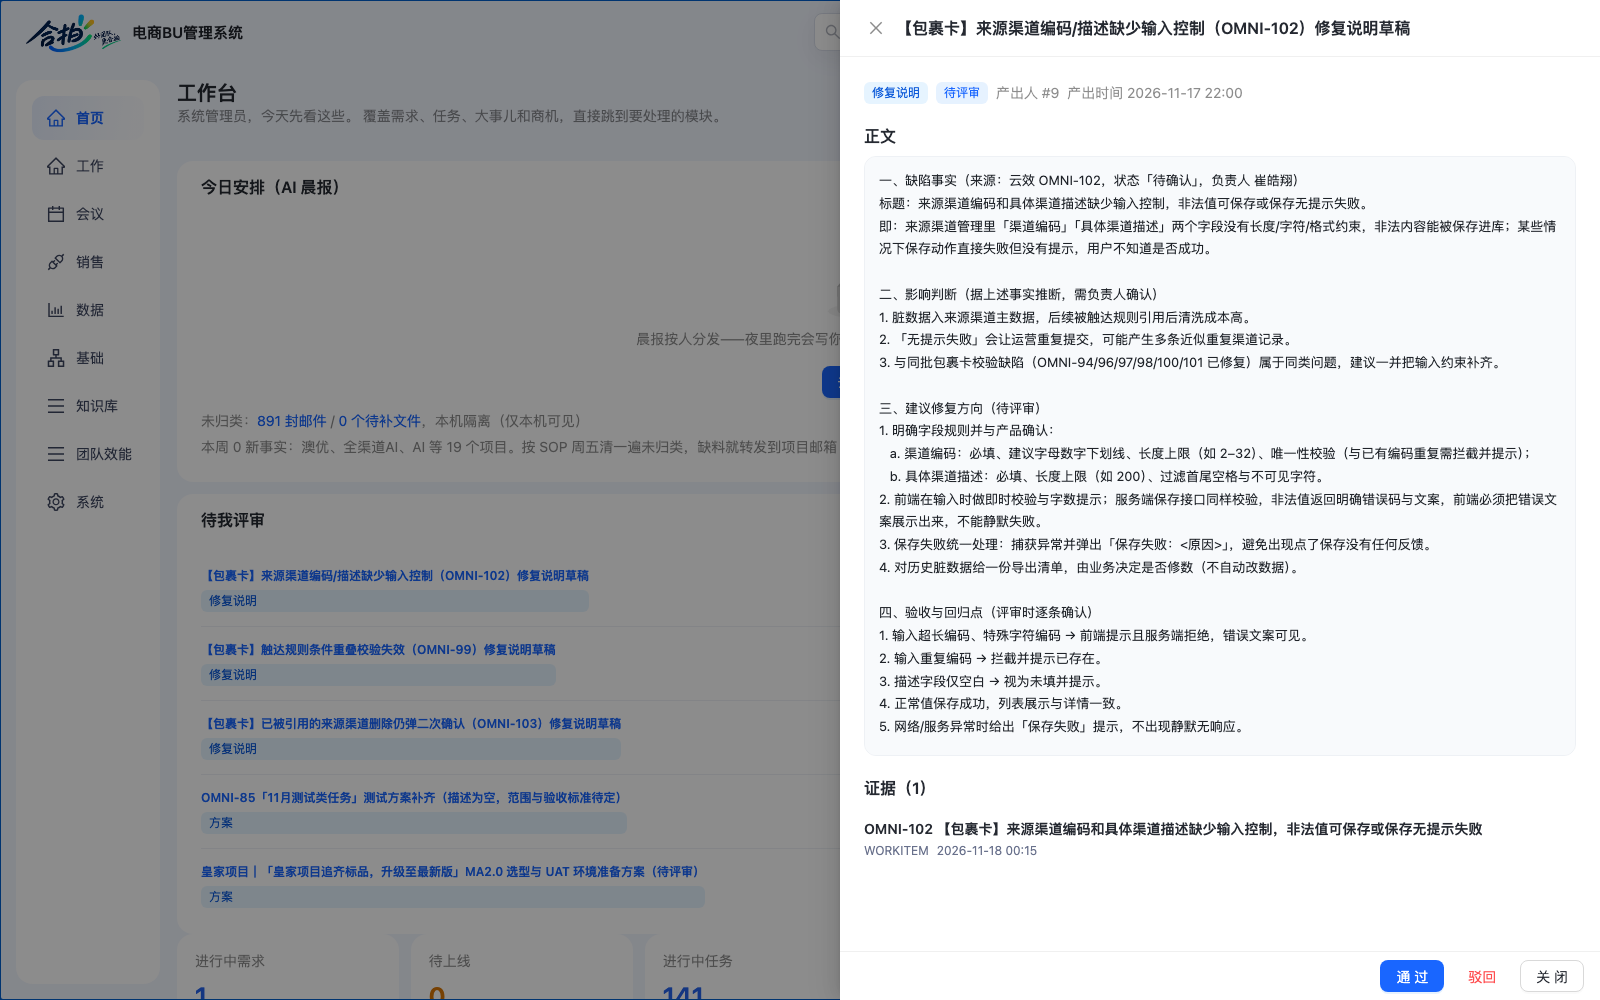 合拍
电商BU管理系统
首页
工作
会议
销售
数据
基础
知识库
团队效能
系统
工作台
系统管理员，今天先看这些。 覆盖需求、任务、大事儿和商机，直接跳到要处理的模块。
今日安排（AI 晨报）
晨报按人分发——夜里跑完会写你
未归类：891 封邮件 / 0 个待补文件，本机隔离（仅本机可见）
本周 0 新事实：澳优、全渠道AI、AI 等 19 个项目。按 SOP 周五清一遍未归类，缺料就转发到项目邮箱
待我评审
【包裹卡】来源渠道编码/描述缺少输入控制（OMNI-102）修复说明草稿
修复说明
【包裹卡】触达规则条件重叠校验失效（OMNI-99）修复说明草稿
修复说明
【包裹卡】已被引用的来源渠道删除仍弹二次确认（OMNI-103）修复说明草稿
修复说明
OMNI-85「11月测试类任务」测试方案补齐（描述为空，范围与验收标准待定）
方案
皇家项目｜「皇家项目追齐标品，升级至最新版」MA2.0 选型与 UAT 环境准备方案（待评审）
方案
进行中需求
1
待上线
0
进行中任务
141
【包裹卡】来源渠道编码/描述缺少输入控制（OMNI-102）修复说明草稿
修复说明 待评审 产出人 #9 产出时间 2026-11-17 22:00
正文
一、缺陷事实（来源：云效 OMNI-102，状态「待确认」，负责人 崔皓翔）
标题：来源渠道编码和具体渠道描述缺少输入控制，非法值可保存或保存无提示失败。
即：来源渠道管理里「渠道编码」「具体渠道描述」两个字段没有长度/字符/格式约束，非法内容能被保存进库；某些情
况下保存动作直接失败但没有提示，用户不知道是否成功。
二、影响判断（据上述事实推断，需负责人确认）
1. 脏数据入来源渠道主数据，后续被触达规则引用后清洗成本高。
2. 「无提示失败」会让运营重复提交，可能产生多条近似重复渠道记录。
3. 与同批包裹卡校验缺陷（OMNI-94/96/97/98/100/101 已修复）属于同类问题，建议一并把输入约束补齐。
三、建议修复方向（待评审）
1. 明确字段规则并与产品确认：
a. 渠道编码：必填、建议字母数字下划线、长度上限（如 2–32）、唯一性校验（与已有编码重复需拦截并提示）；
b. 具体渠道描述：必填、长度上限（如 200）、过滤首尾空格与不可见字符。
2. 前端在输入时做即时校验与字数提示；服务端保存接口同样校验，非法值返回明确错误码与文案，前端必须把错误文
案展示出来，不能静默失败。
3. 保存失败统一处理：捕获异常并弹出「保存失败：<原因>」，避免出现点了保存没有任何反馈。
4. 对历史脏数据给一份导出清单，由业务决定是否修数（不自动改数据）。
四、验收与回归点（评审时逐条确认）
1. 输入超长编码、特殊字符编码 → 前端提示且服务端拒绝，错误文案可见。
2. 输入重复编码 → 拦截并提示已存在。
3. 描述字段仅空白 → 视为未填并提示。
4. 正常值保存成功，列表展示与详情一致。
5. 网络/服务异常时给出「保存失败」提示，不出现静默无响应。
证据（1）
OMNI-102 【包裹卡】来源渠道编码和具体渠道描述缺少输入控制，非法值可保存或保存无提示失败
WORKITEM 2026-11-18 00:15
通 过
驳回
关 闭